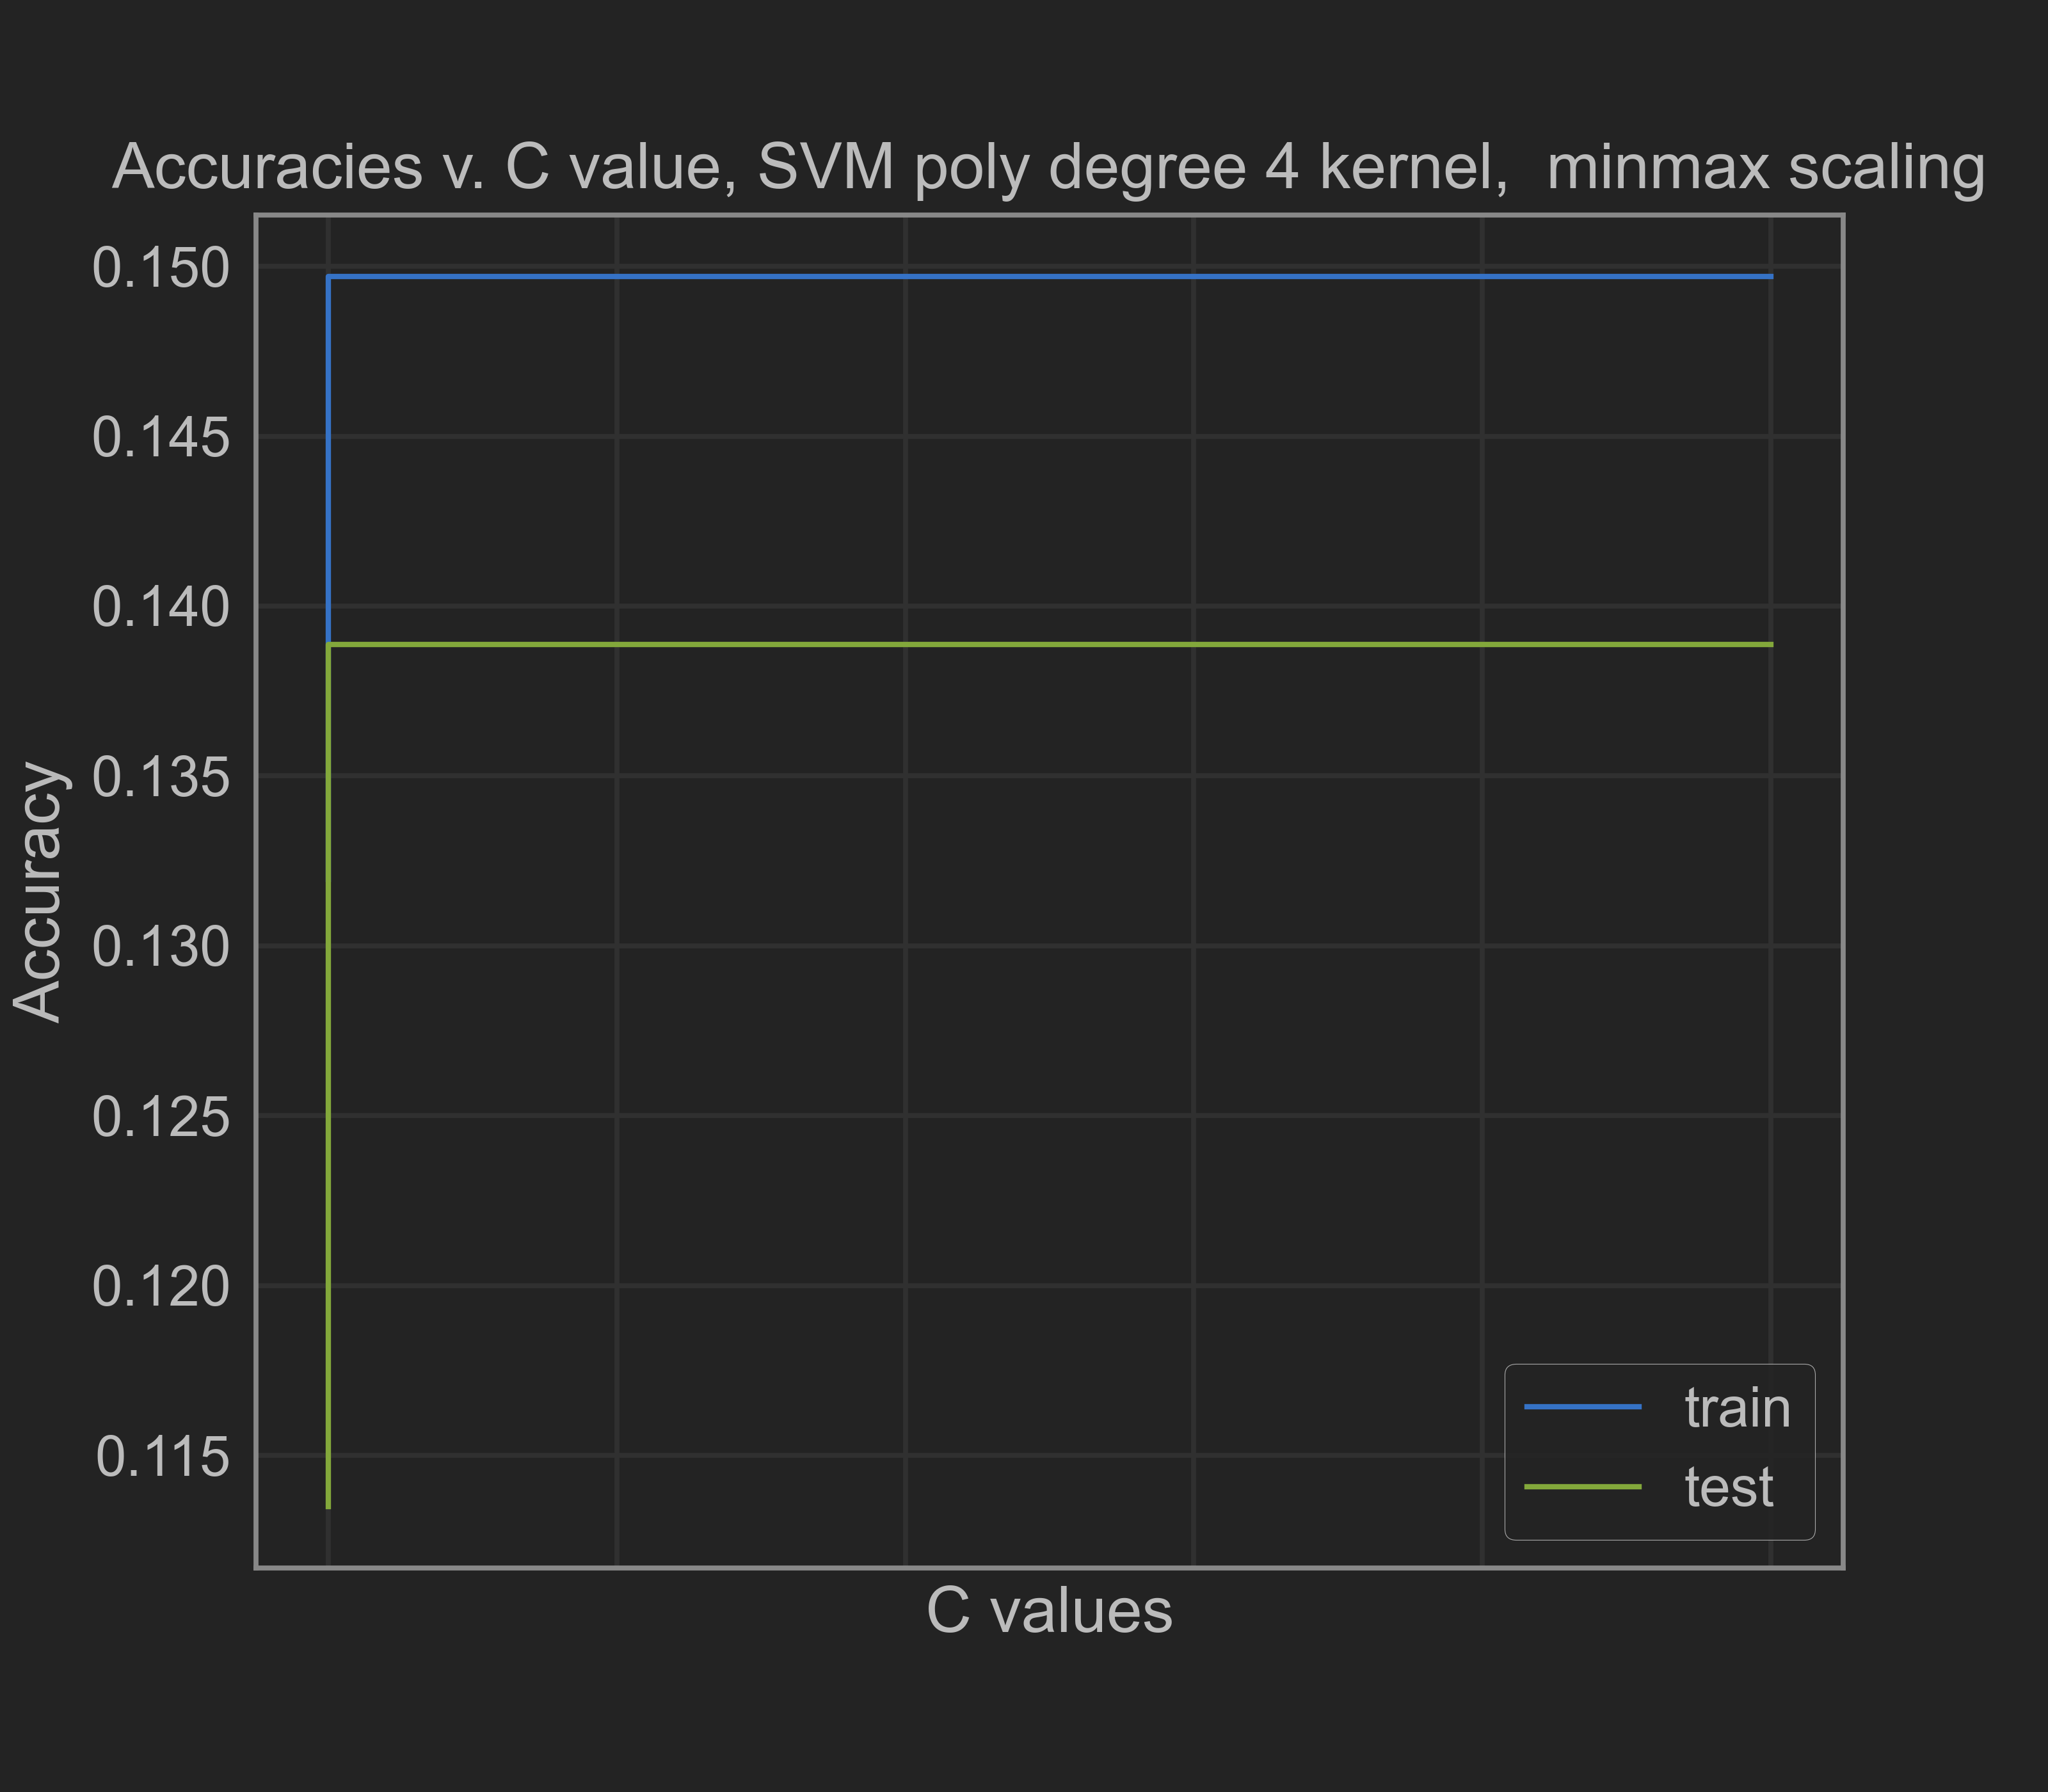 Accuracies v. C value, SVM poly degree 4 kernel,  minmax scaling
0.150
0.145
0.140
0.135
0.130
0.125
0.120
0.115
Accuracy
train
test
C values